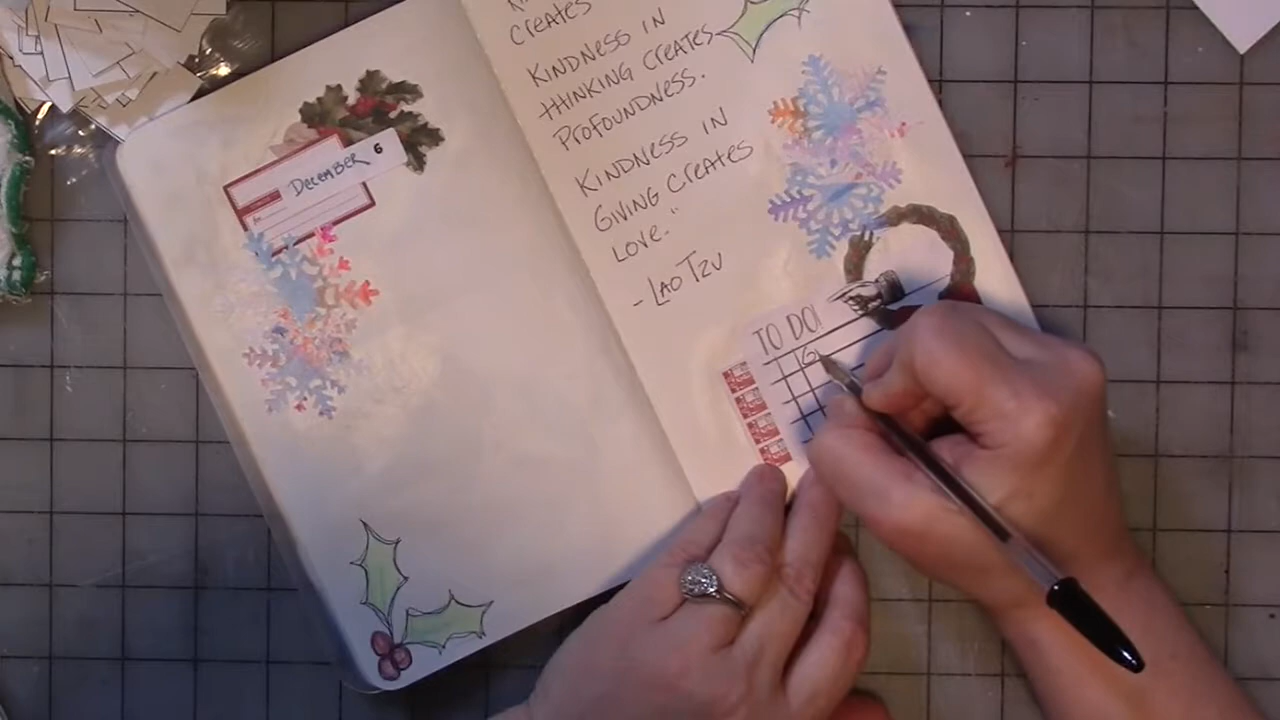 December 6
CREATES
KINDNESS IN
THINKING CREATES
PROFOUNDNESS.
KINDNESS IN
GIVING CREATES
LOVE."
- LAO TZU
TO DO!